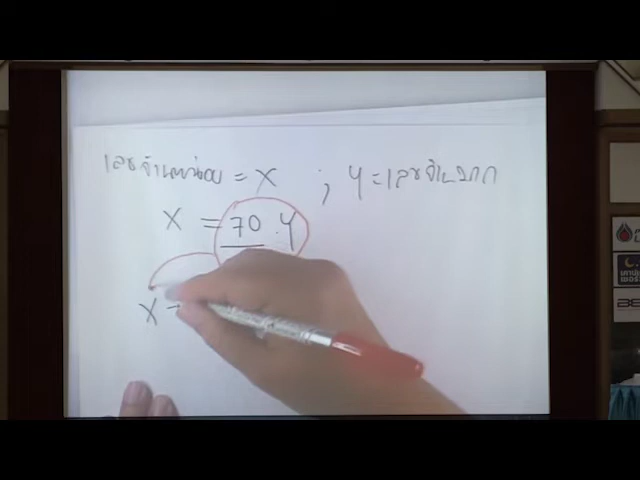 เลขจำนวนน้อย = X ; Y = เลขจำนวนมาก
X = 70 . Y
X